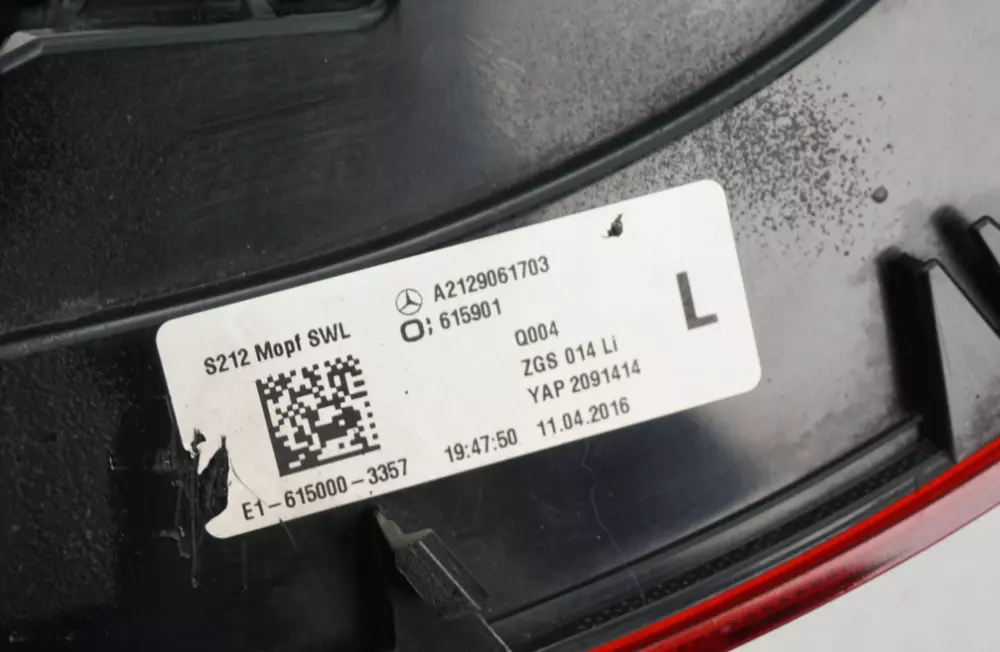 S212 Mopf SWL
A2129061703
O: 615901
Q004
ZGS 014 Li
YAP 2091414
L
E1-615000-3357
19:47:50 11.04.2016